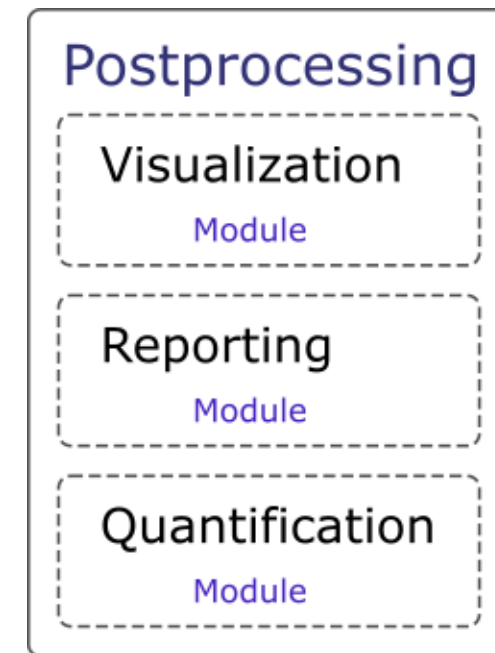 Postprocessing
Visualization
Module
Reporting
Module
Quantification
Module